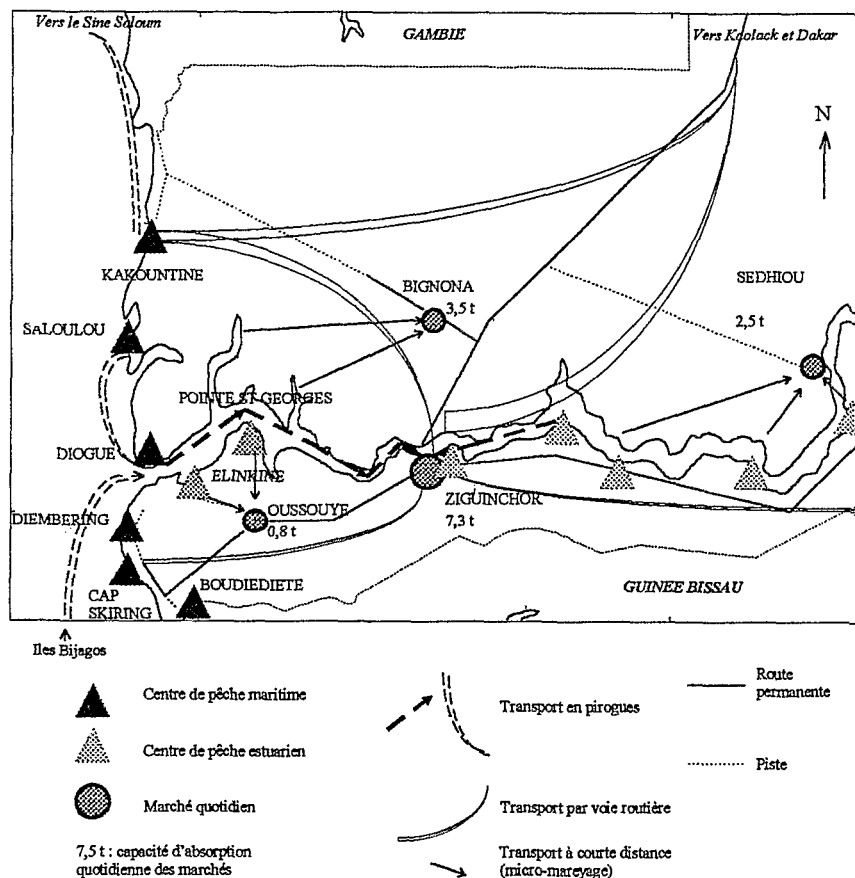 Vers le Sine Saloum
GAMBIE
Vers Kaolack et Dakar
N
KAKOUNTINE
BIGNONA
3,5 t
SEDHIOU
2,5 t
SALOULOU
POINTE ST GEORGES
DIOGUE
ELINKINE
OUSSOUYE
0,8 t
ZIGUINCHOR
7,3 t
DIEMBERING
CAP
SKIRING
BOUDIEDIETE
GUINEE BISSAU
Iles Bijagos
Centre de pêche maritime
Centre de pêche estuarien
Marché quotidien
7,5 t : capacité d'absorption
quotidienne des marchés
Transport en pirogues
Transport par voie routière
Transport à courte distance
(micro-mareyage)
Route
permanente
Piste